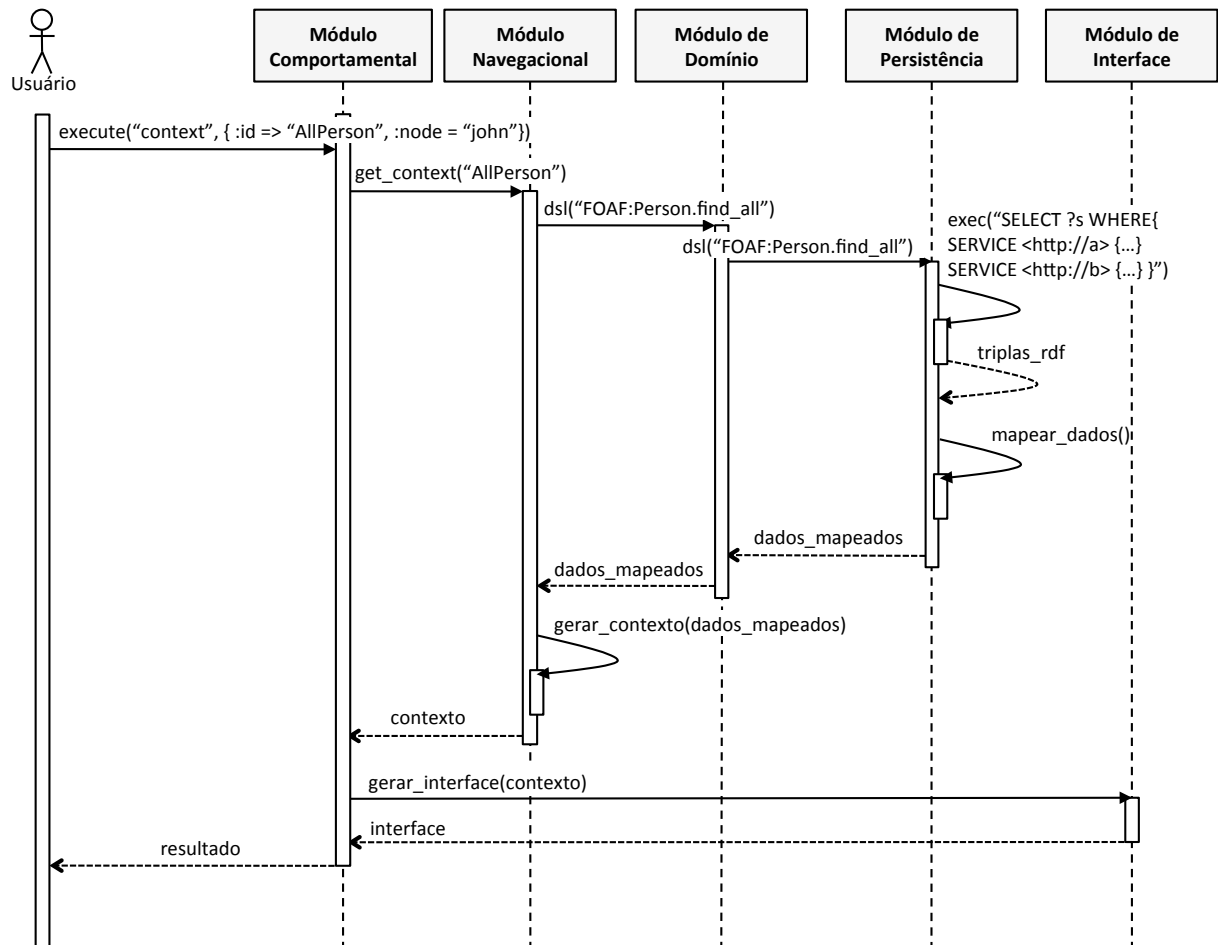 Usuário
Módulo
Comportamental
Módulo
Navegacional
Módulo de
Domínio
Módulo de
Persistência
Módulo de
Interface
execute(“context”, { :id => “AllPerson”, :node = “john”})
get_context(“AllPerson”)
dsl(“FOAF:Person.find_all”)
dsl(“FOAF:Person.find_all”)
exec(“SELECT ?s WHERE{
SERVICE <http://a> {...}
SERVICE <http://b> {...} }”)
triplas_rdf
mapear_dados()
dados_mapeados
dados_mapeados
gerar_contexto(dados_mapeados)
contexto
gerar_interface(contexto)
interface
resultado